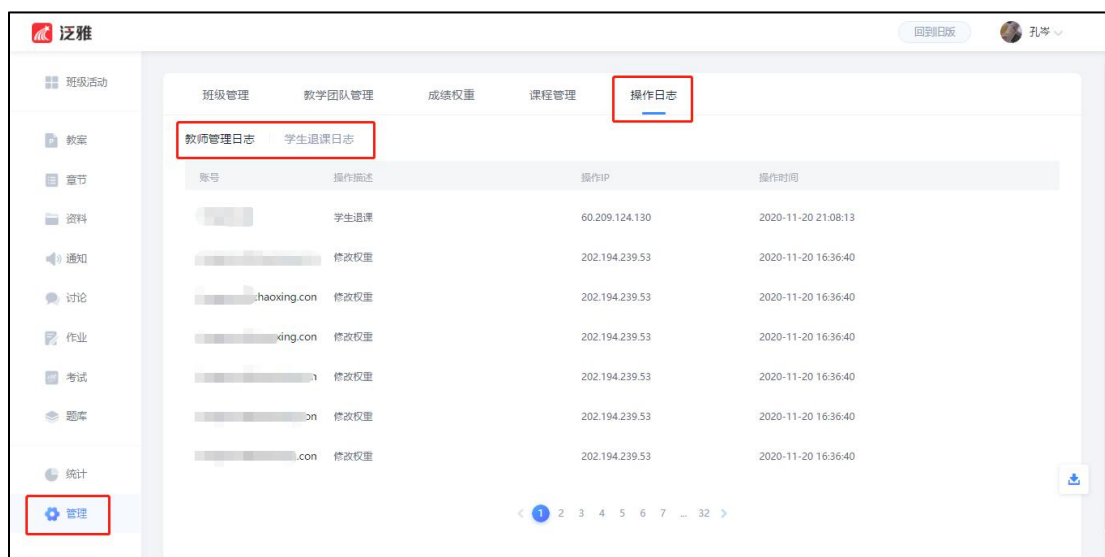 泛雅
回到旧版
孔岑
班级活动
教案
章节
资料
通知
讨论
作业
考试
题库
统计
管理
班级管理 教学团队管理 成绩权重 课程管理 操作日志
教师管理日志 学生退课日志
账号 操作描述 操作IP 操作时间
学生退课 60.209.124.130 2020-11-20 21:08:13
修改权重 202.194.239.53 2020-11-20 16:36:40
chaoxing.con 修改权重 202.194.239.53 2020-11-20 16:36:40
xing.con 修改权重 202.194.239.53 2020-11-20 16:36:40
修改权重 202.194.239.53 2020-11-20 16:36:40
on 修改权重 202.194.239.53 2020-11-20 16:36:40
.con 修改权重 202.194.239.53 2020-11-20 16:36:40
< 1 2 3 4 5 6 7 ... 32 >